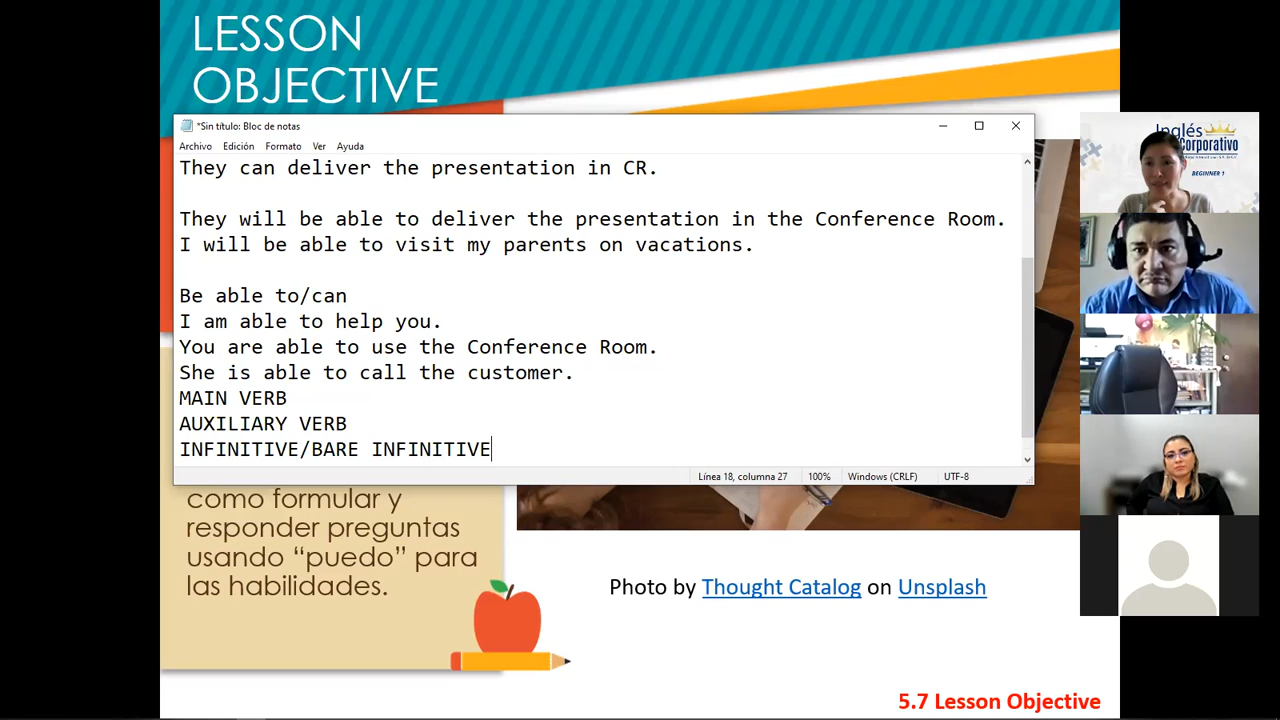 LESSON
OBJECTIVE
*Sin título: Bloc de notas
Archivo Edición Formato Ver Ayuda
They can deliver the presentation in CR.
They will be able to deliver the presentation in the Conference Room.
I will be able to visit my parents on vacations.
Be able to/can
I am able to help you.
You are able to use the Conference Room.
She is able to call the customer.
MAIN VERB
AUXILIARY VERB
INFINITIVE/BARE INFINITIVE
Línea 18, columna 27 100% Windows (CRLF) UTF-8
como formular y
responder preguntas
usando “puedo” para
las habilidades.
Photo by Thought Catalog on Unsplash
5.7 Lesson Objective
Inglés
Corporativo
BEGINNER 1